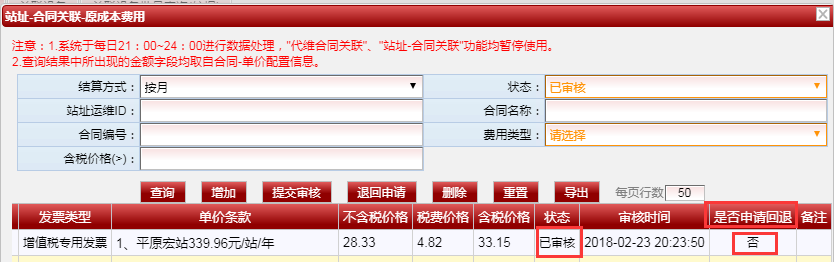 站址-合同关联-原成本费用
注意：1.系统于每日21：00~24：00进行数据处理，"代维合同关联"、"站址-合同关联"功能均暂停使用。
2.查询结果中所出现的金额字段均取自合同-单价配置信息。
结算方式： 按月 状态： 已审核
站址运维ID： 合同名称：
合同编号： 费用类型： 请选择
含税价格(>)：
查询 增加 提交审核 退回申请 删除 重置 导出 每页行数 50
发票类型 单价条款 不含税价格 税费价格 含税价格 状态 审核时间 是否申请回退 备注
增值税专用发票 1、平原宏站339.96元/站/年 28.33 4.82 33.15 已审核 2018-02-23 20:23:50 否